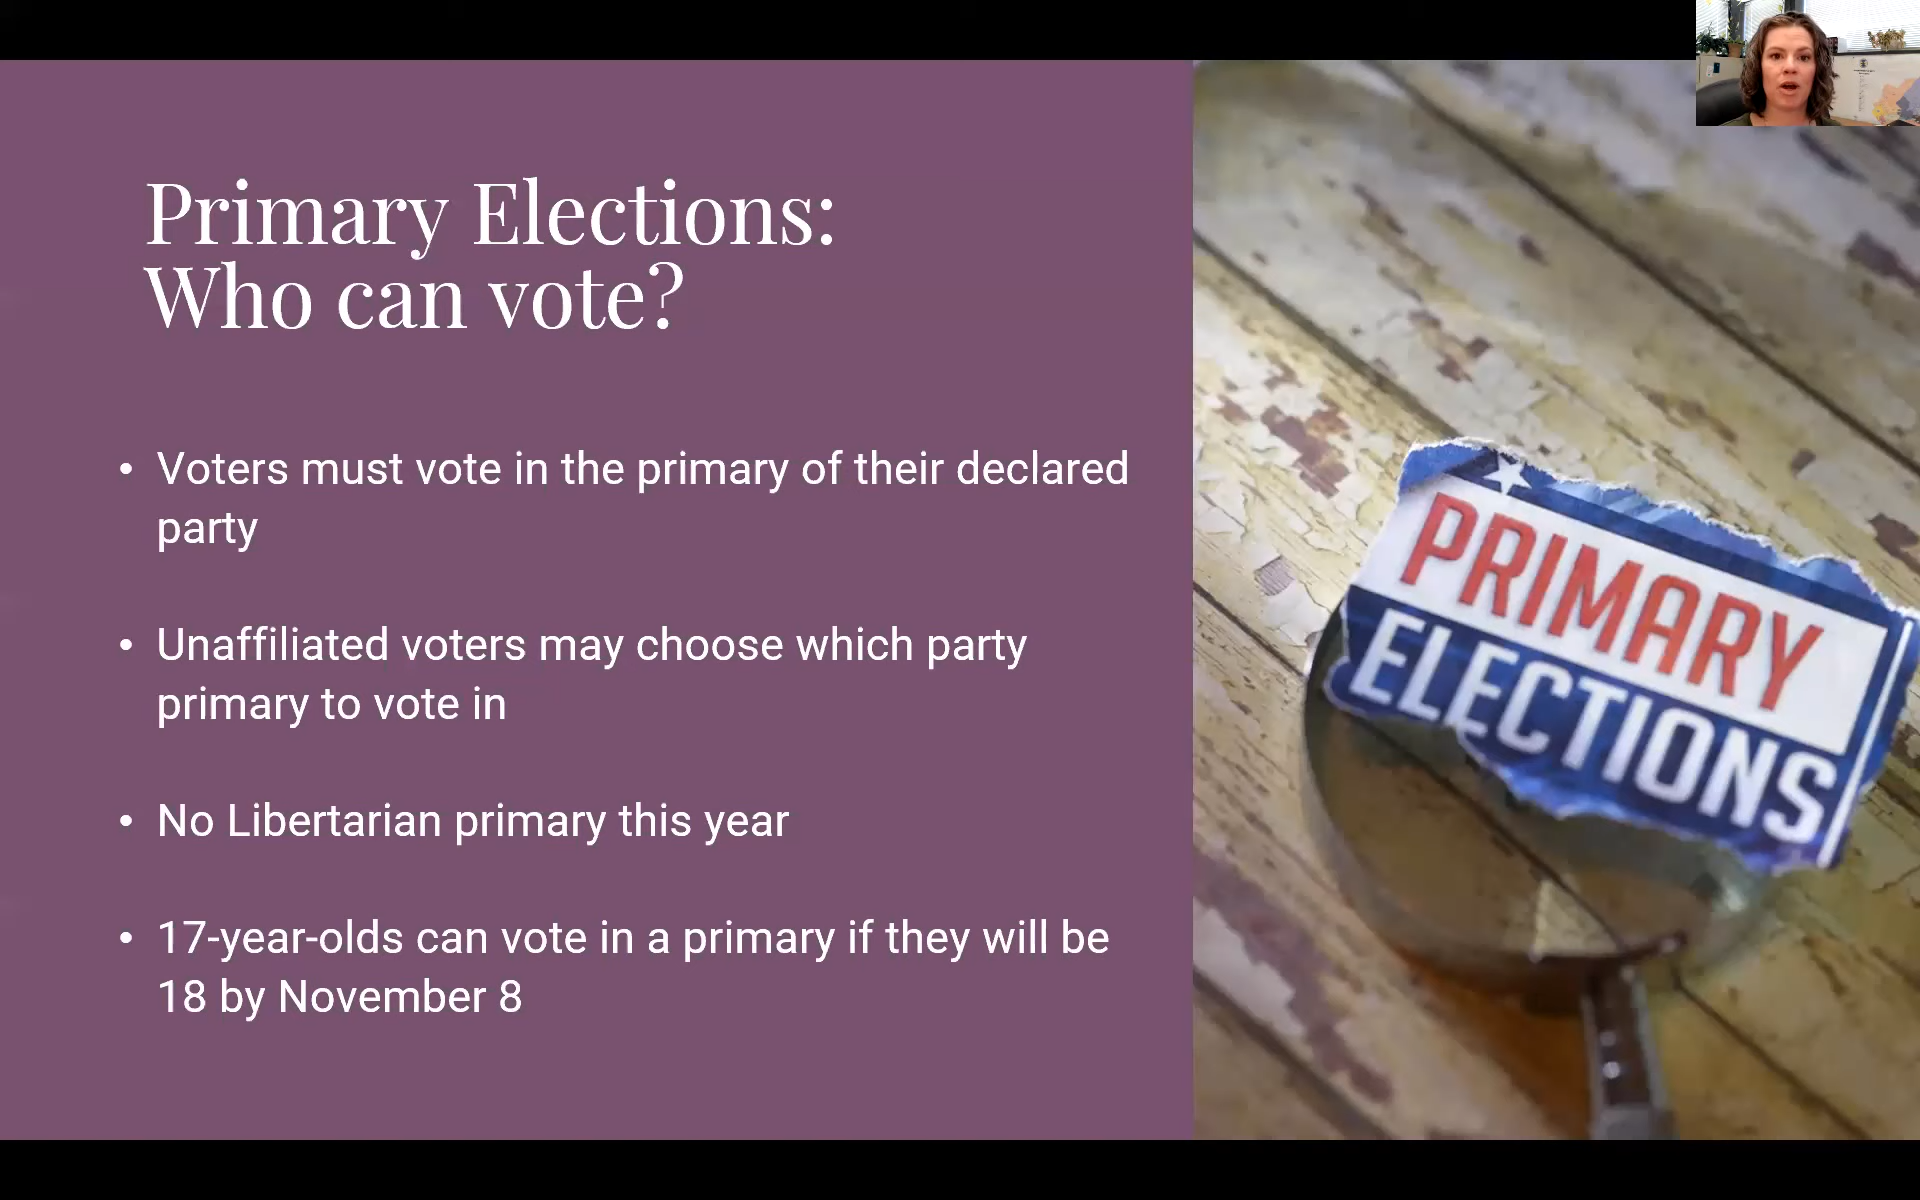 Primary Elections:
Who can vote?
• Voters must vote in the primary of their declared
party
• Unaffiliated voters may choose which party
primary to vote in
• No Libertarian primary this year
• 17-year-olds can vote in a primary if they will be
18 by November 8
PRIMARY
ELECTIONS